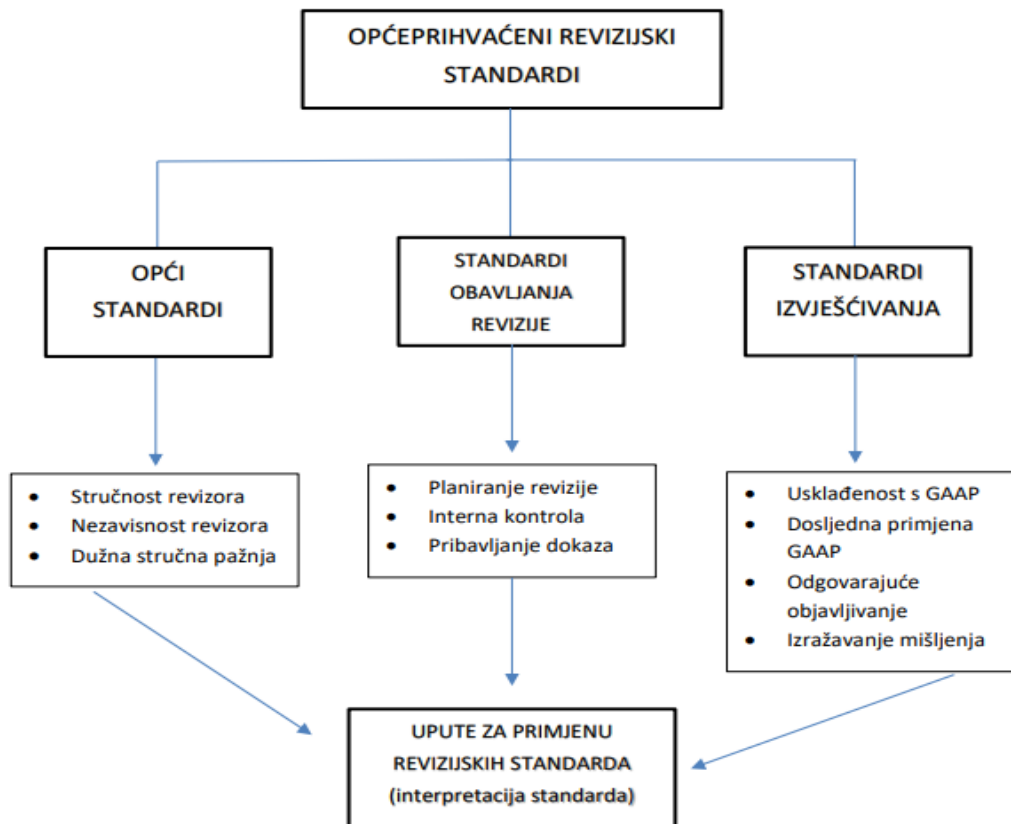 OPĆEPRIHVAĆENI REVIZIJSKI
STANDARDI
OPĆI
STANDARDI
STANDARDI
OBAVLJANJA
REVIZIJE
STANDARDI
IZVJEŠĆIVANJA
• Stručnost revizora
• Nezavisnost revizora
• Dužna stručna pažnja
• Planiranje revizije
• Interna kontrola
• Pribavljanje dokaza
• Usklađenost s GAAP
• Dosljedna primjena
GAAP
• Odgovarajuće
objavljivanje
• Izražavanje mišljenja
UPUTE ZA PRIMJENU
REVIZIJSKIH STANDARDA
(interpretacija standarda)